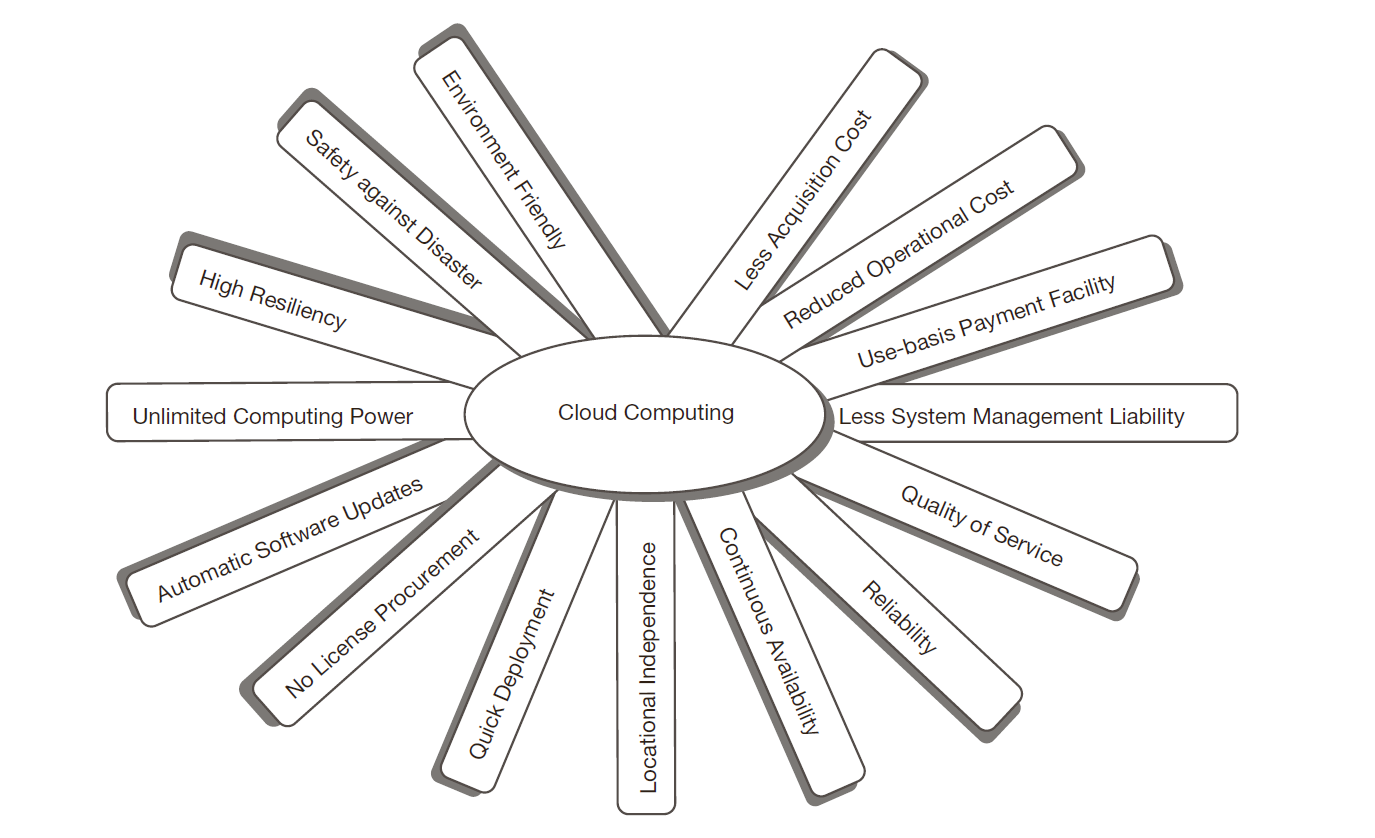 Cloud Computing
Less Acquisition Cost
Reduced Operational Cost
Use-basis Payment Facility
Less System Management Liability
Quality of Service
Reliability
Continuous Availability
Locational Independence
Quick Deployment
No License Procurement
Automatic Software Updates
Unlimited Computing Power
High Resiliency
Safety against Disaster
Environment Friendly